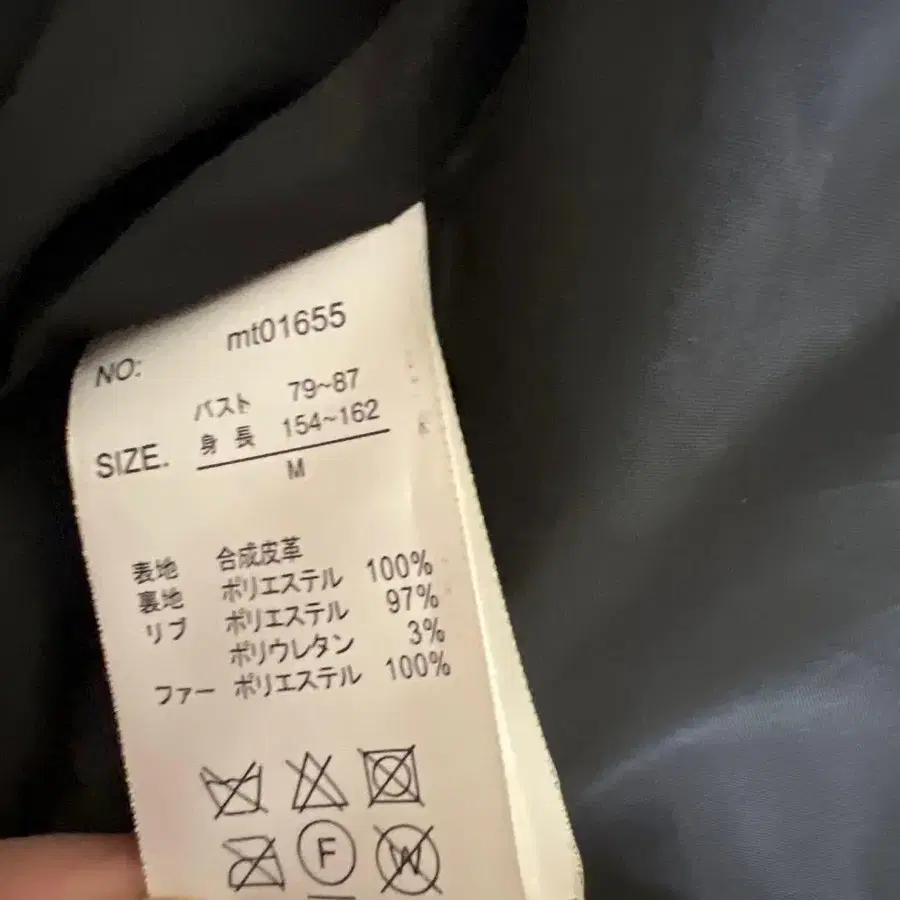 NO: mt01655
バスト 79~87
身長 154~162
SIZE. M
表地 合成皮革
裏地 ポリエステル 100%
リブ ポリエステル 97%
ポリウレタン 3%
ファー ポリエステル 100%
F
W